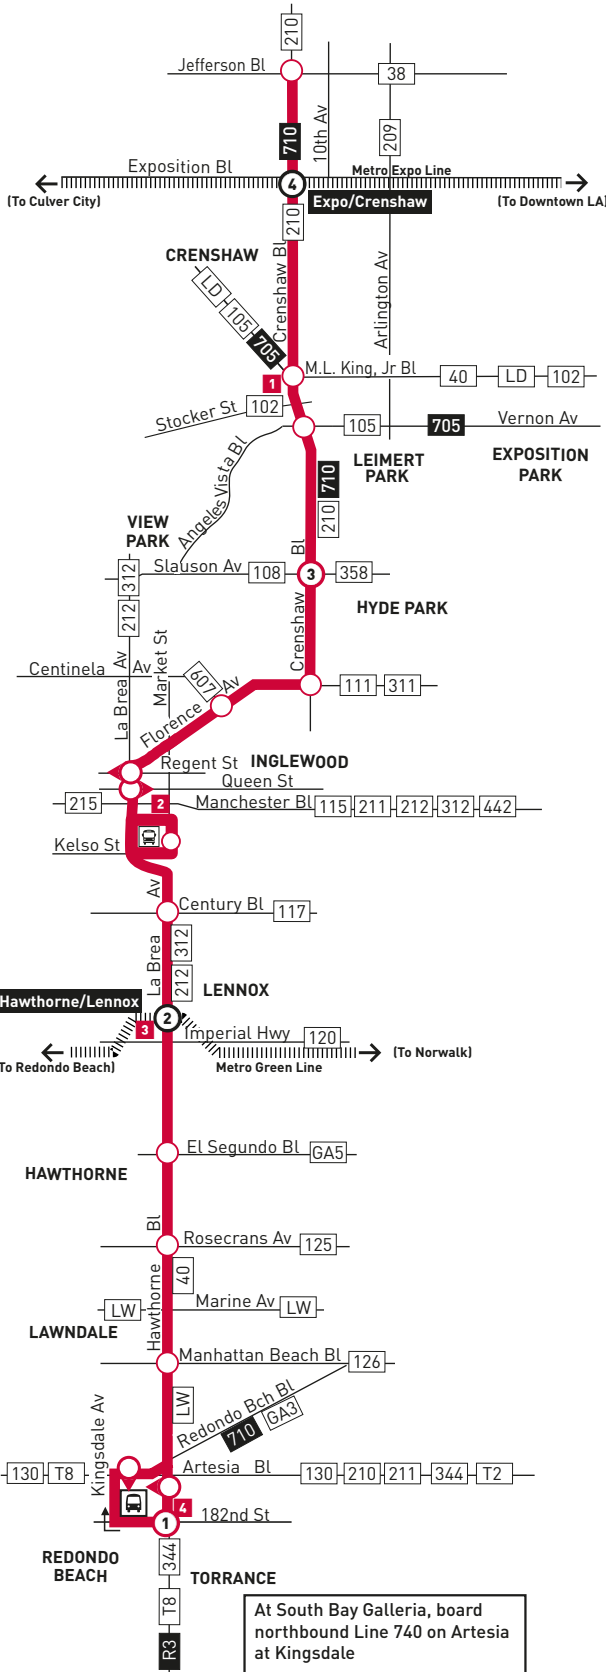 210
Jefferson Bl
38
710
10th Av
209
Exposition Bl
Metro Expo Line
4
(To Culver City)
Expo/Crenshaw
(To Downtown LA)
210
CRENSHAW
Crenshaw Bl
Arlington Av
LD
105
705
M.L. King, Jr Bl
40
LD
102
1
Stocker St
102
105
705
Vernon Av
LEIMERT
PARK
EXPOSITION
PARK
Angeles Vista Bl
710
210
VIEW
PARK
Bl
312
Slauson Av
108
3
358
212
HYDE PARK
Market St
Crenshaw
Centinela Av
La Brea Av
607
111
311
Florence Av
Regent St
INGLEWOOD
Queen St
215
2
Manchester Bl
115
211
212
312
442
Kelso St
Av
Century Bl
117
La Brea
312
212
LENNOX
Hawthorne/Lennox
2
3
Imperial Hwy
120
To Redondo Beach)
Metro Green Line
(To Norwalk)
El Segundo Bl
GA5
HAWTHORNE
Bl
Rosecrans Av
125
40
Hawthorne
LW
Marine Av
LW
LAWNDALE
Manhattan Beach Bl
126
LW
Redondo Bch Bl
710
GA3
Kingsdale Av
130
T8
Artesia Bl
130
210
211
344
T2
4
1
182nd St
REDONDO
BEACH
344
TORRANCE
T8
R3
At South Bay Galleria, board
northbound Line 740 on Artesia
at Kingsdale